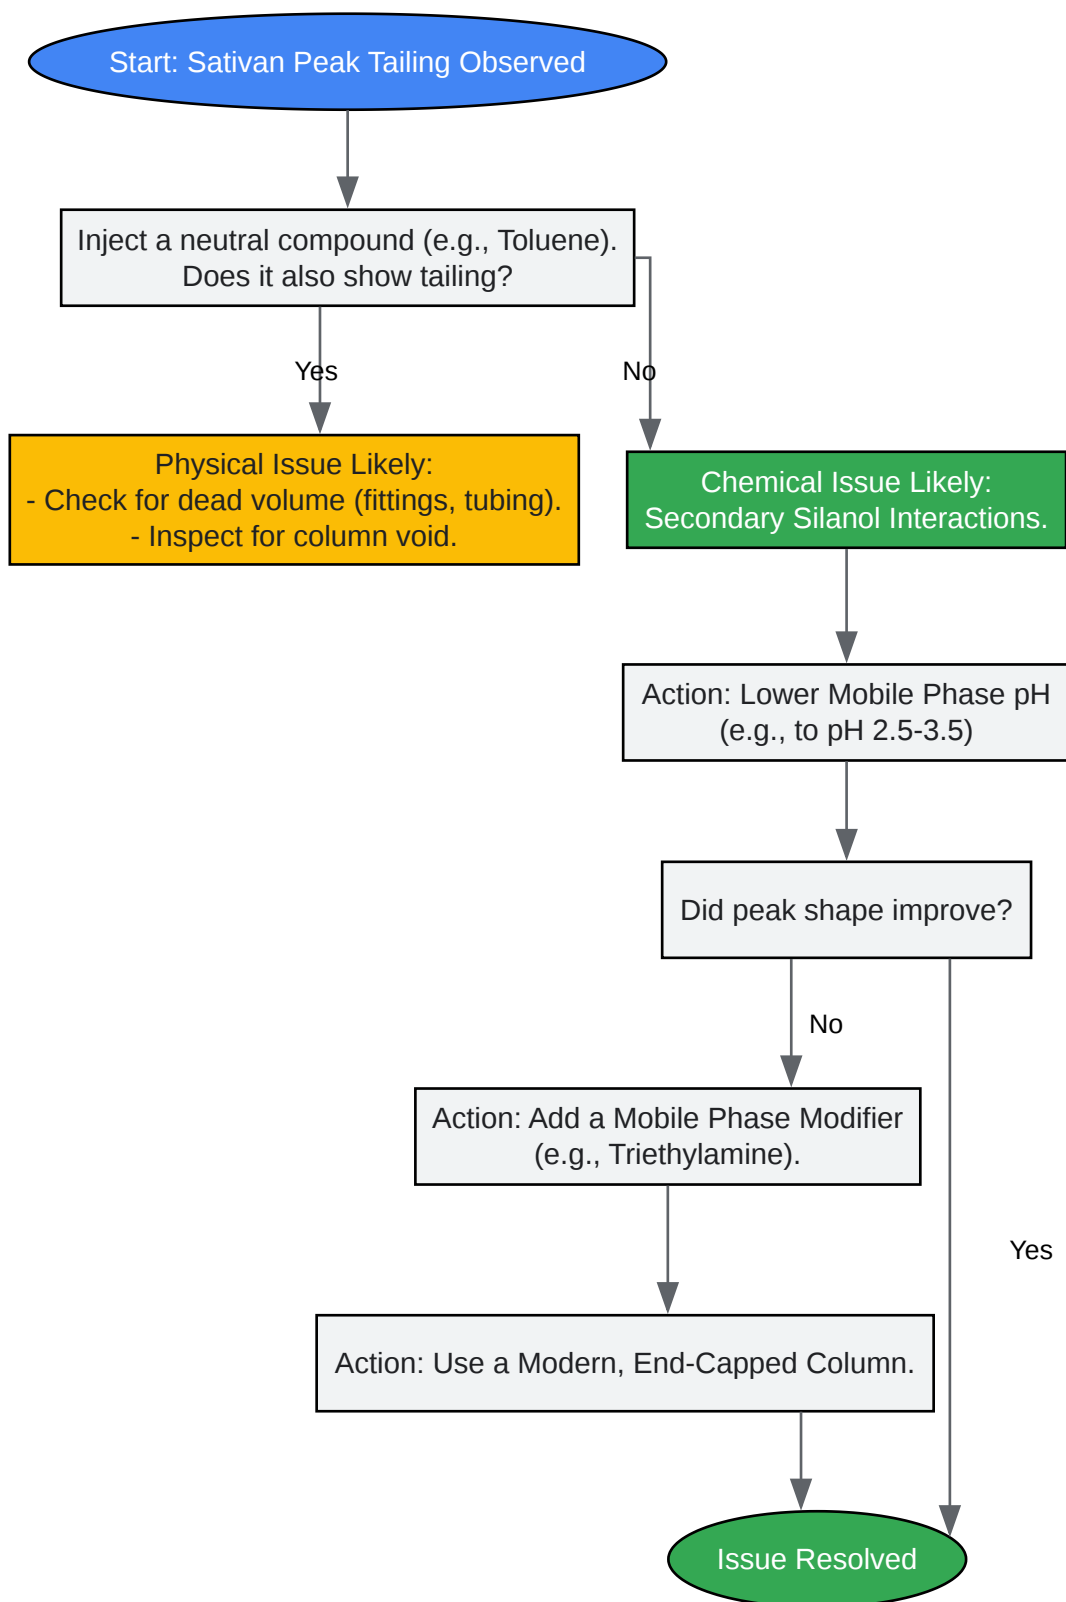 Start: Sativan Peak Tailing Observed
Inject a neutral compound (e.g., Toluene).
Does it also show tailing?
Yes
No
Physical Issue Likely:
- Check for dead volume (fittings, tubing).
- Inspect for column void.
Chemical Issue Likely:
Secondary Silanol Interactions.
Action: Lower Mobile Phase pH
(e.g., to pH 2.5-3.5)
Did peak shape improve?
No
Action: Add a Mobile Phase Modifier
(e.g., Triethylamine).
Yes
Action: Use a Modern, End-Capped Column.
Issue Resolved